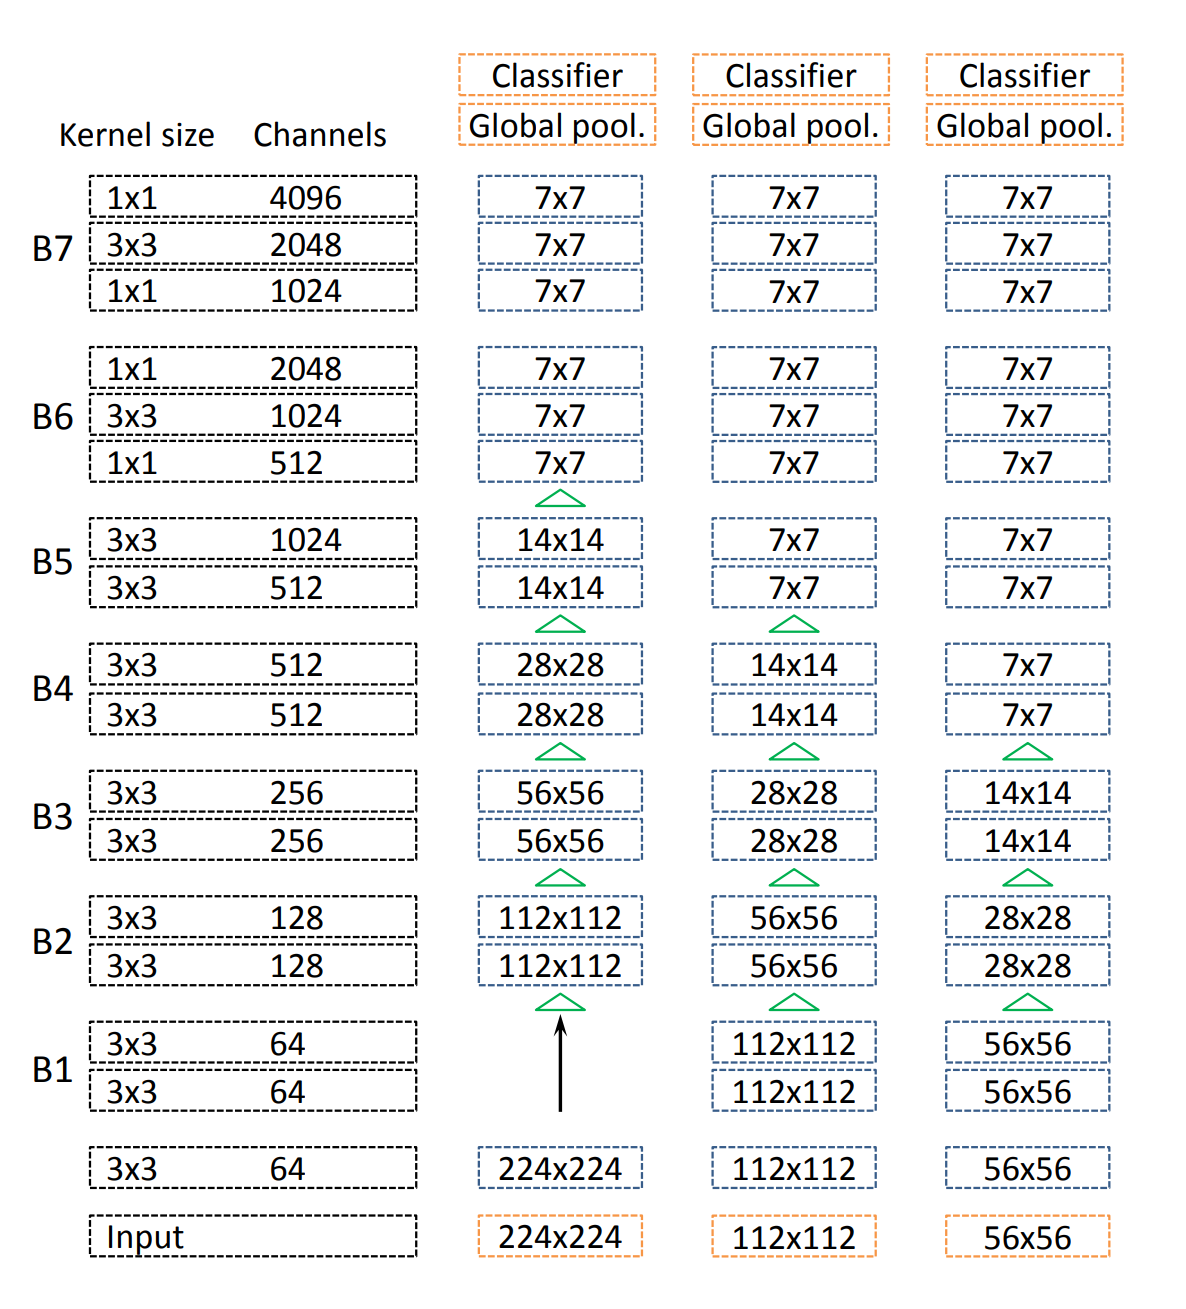 Classifier Classifier Classifier
Kernel size Channels Global pool. Global pool. Global pool.
1x1 4096 7x7 7x7 7x7
B7 3x3 2048 7x7 7x7 7x7
1x1 1024 7x7 7x7 7x7
1x1 2048 7x7 7x7 7x7
B6 3x3 1024 7x7 7x7 7x7
1x1 512 7x7 7x7 7x7
B5 3x3 1024 14x14 7x7 7x7
3x3 512 14x14 7x7 7x7
B4 3x3 512 28x28 14x14 7x7
3x3 512 28x28 14x14 7x7
B3 3x3 256 56x56 28x28 14x14
3x3 256 56x56 28x28 14x14
B2 3x3 128 112x112 56x56 28x28
3x3 128 112x112 56x56 28x28
B1 3x3 64 112x112 56x56
3x3 64 112x112 56x56
3x3 64 224x224 112x112 56x56
Input 224x224 112x112 56x56